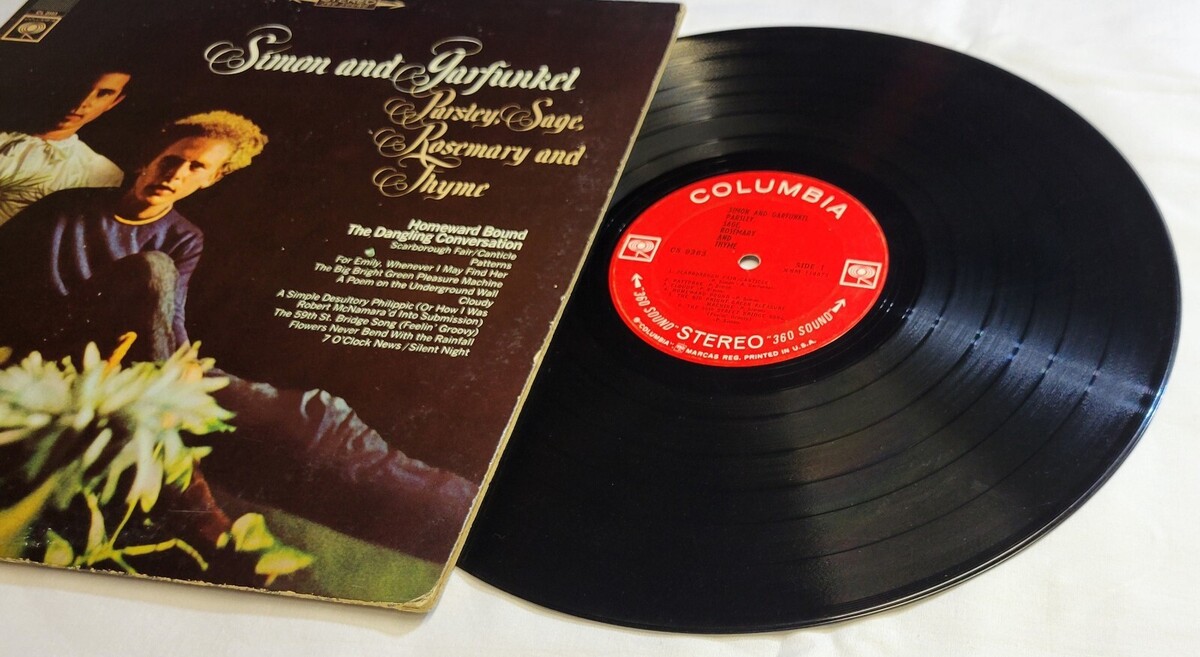 STEREO
Simon and Garfunkel
Parsley, Sage,
Rosemary and
Thyme
Homeward Bound
The Dangling Conversation
Scarborough Fair/Canticle
Patterns
For Emily, Whenever I May Find Her
The Big Bright Green Pleasure Machine
A Poem on the Underground Wall
Cloudy
A Simple Desultory Philippic (Or How I Was
Robert McNamara'd Into Submission)
The 59th St. Bridge Song (Feelin' Groovy)
Flowers Never Bend With the Rainfall
7 O'Clock News/Silent Night
COLUMBIA
SIMON AND GARFUNKEL
PARSLEY
SAGE,
ROSEMARY
AND
THYME
CS 9363
SIDE 1
"360 SOUND" STEREO "360 SOUND"
"COLUMBIA" MARCAS REG. PRINTED IN U.S.A.